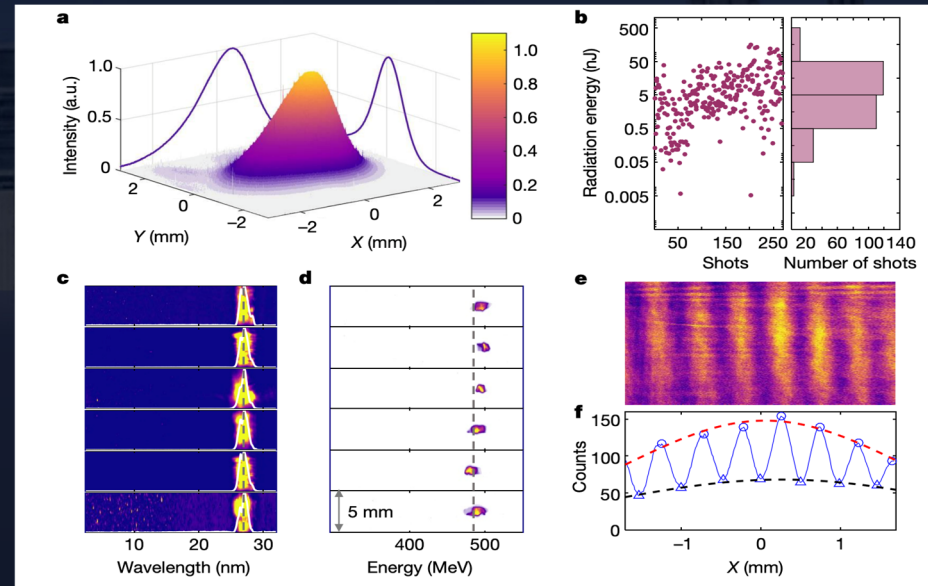 a
Intensity (a.u.)
1.0
0.5
0
2
0
−2
Y (mm)
−2
0
2
X (mm)
1.0
0.8
0.6
0.4
0.2
0
b
Radiation energy (nJ)
500
50
5
0.5
0.05
0.005
50 150 250
Shots
20 60 100 140
Number of shots
c
10 20 30
Wavelength (nm)
d
5 mm
400 500
Energy (MeV)
e
f
Counts
150
100
50
0
−1 0 1
X (mm)